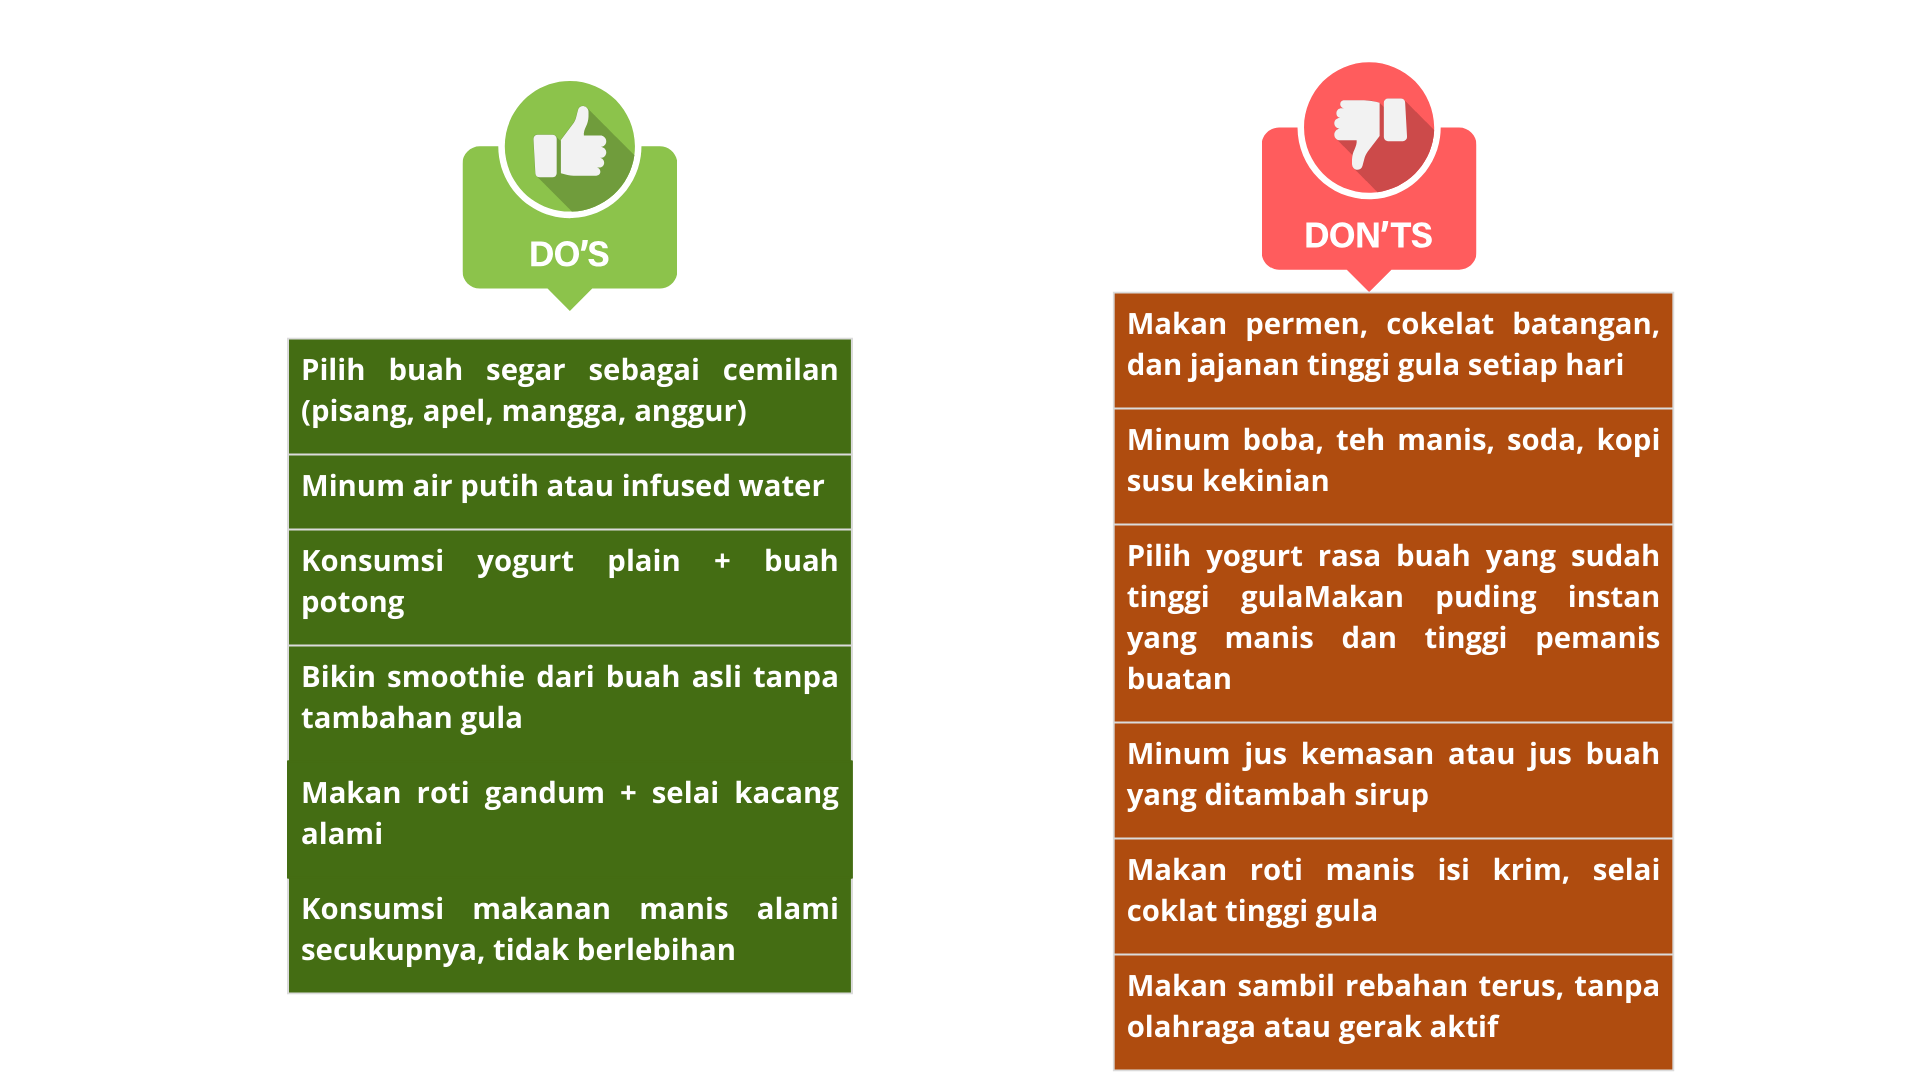 DO'S
Pilih buah segar sebagai cemilan
(pisang, apel, mangga, anggur)
Minum air putih atau infused water
Konsumsi yogurt plain + buah
potong
Bikin smoothie dari buah asli tanpa
tambahan gula
Makan roti gandum + selai kacang
alami
Konsumsi makanan manis alami
secukupnya, tidak berlebihan
DON'TS
Makan permen, cokelat batangan,
dan jajanan tinggi gula setiap hari
Minum boba, teh manis, soda, kopi
susu kekinian
Pilih yogurt rasa buah yang sudah
tinggi gulaMakan puding instan
yang manis dan tinggi pemanis
buatan
Minum jus kemasan atau jus buah
yang ditambah sirup
Makan roti manis isi krim, selai
coklat tinggi gula
Makan sambil rebahan terus, tanpa
olahraga atau gerak aktif